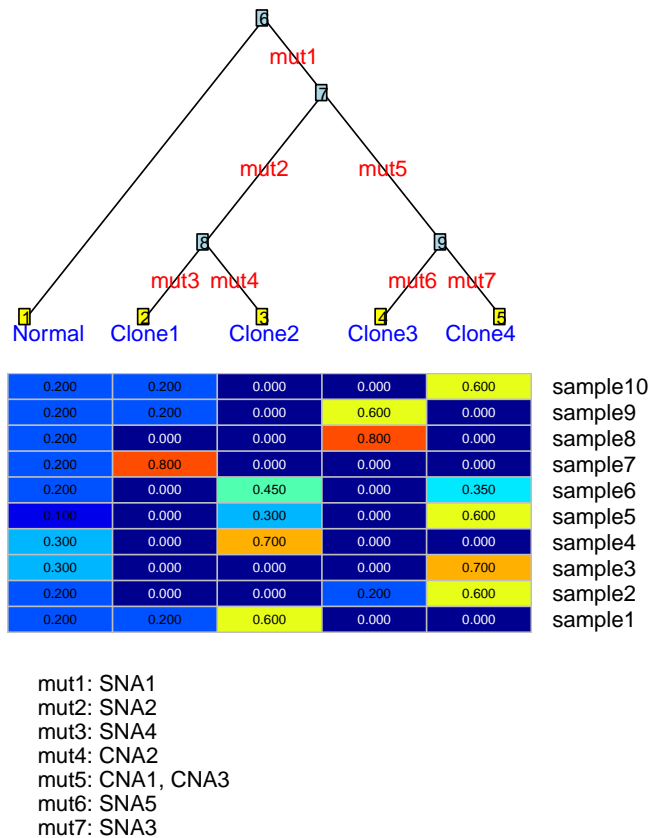 6
mut1
7
mut2 mut5
8 9
mut3 mut4 mut6 mut7
1 2 3 4 5
Normal Clone1 Clone2 Clone3 Clone4
0.200 0.200 0.000 0.000 0.600 sample10
0.200 0.200 0.000 0.600 0.000 sample9
0.200 0.000 0.000 0.800 0.000 sample8
0.200 0.800 0.000 0.000 0.000 sample7
0.200 0.000 0.450 0.000 0.350 sample6
0.100 0.000 0.300 0.000 0.600 sample5
0.300 0.000 0.700 0.000 0.000 sample4
0.300 0.000 0.000 0.000 0.700 sample3
0.200 0.000 0.000 0.200 0.600 sample2
0.200 0.200 0.600 0.000 0.000 sample1
mut1: SNA1
mut2: SNA2
mut3: SNA4
mut4: CNA2
mut5: CNA1, CNA3
mut6: SNA5
mut7: SNA3